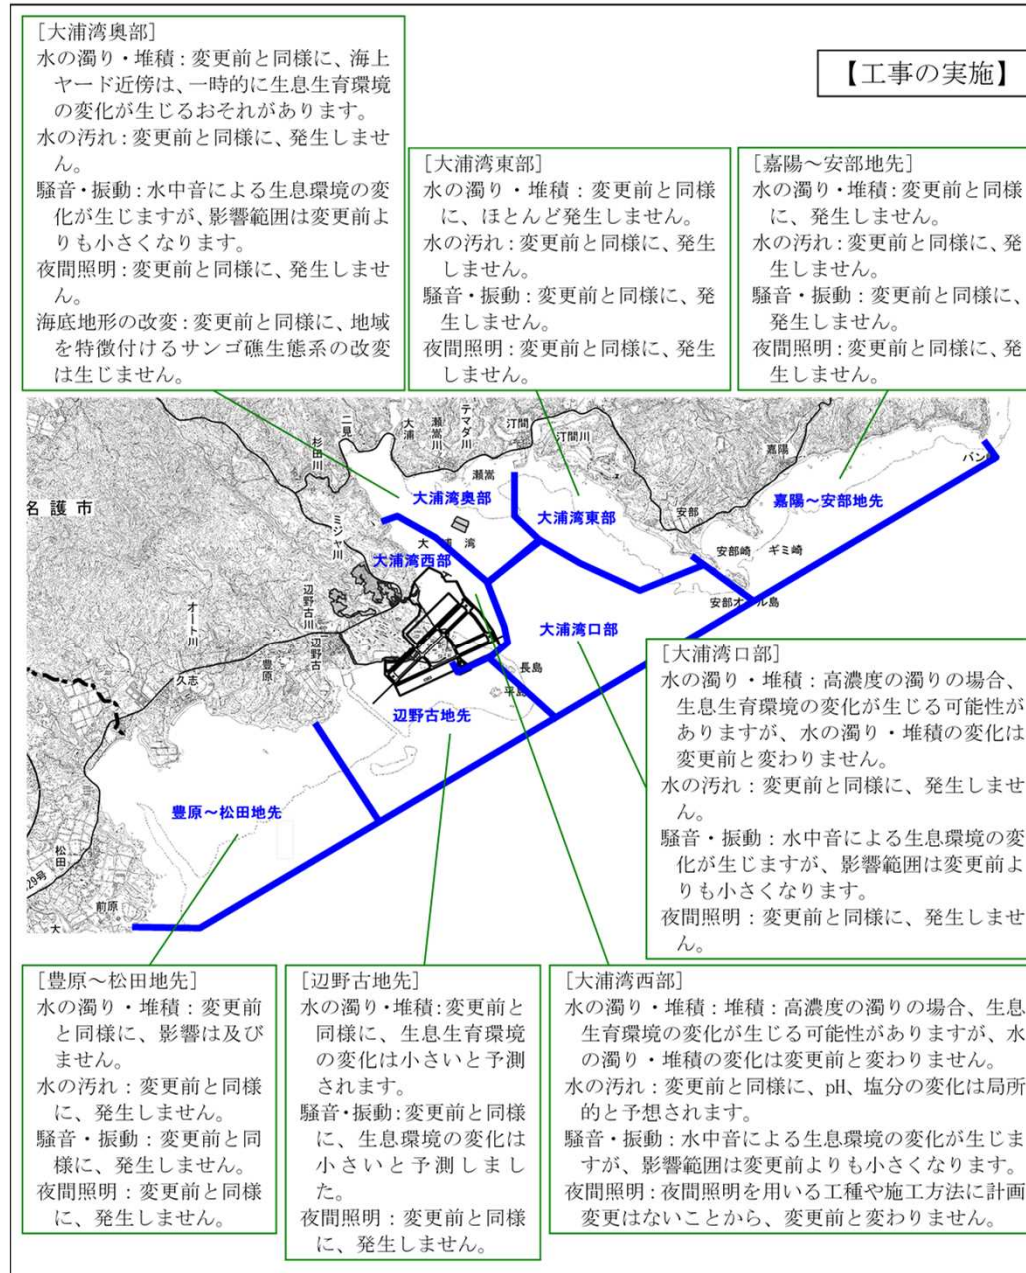 [大浦湾奥部]
水の濁り・堆積：変更前と同様に、海上
ヤード近傍は、一時的に生息生育環境
の変化が生じるおそれがあります。
水の汚れ：変更前と同様に、発生しませ
ん。
騒音・振動：水中音による生息環境の変
化が生じますが、影響範囲は変更前よ
りも小さくなります。
夜間照明：変更前と同様に、発生しませ
ん。
海底地形の改変：変更前と同様に、地域
を特徴付けるサンゴ礁生態系の改変
は生じません。
【工事の実施】
[大浦湾東部]
水の濁り・堆積：変更前と同様
に、ほとんど発生しません。
水の汚れ：変更前と同様に、発生
しません。
騒音・振動：変更前と同様に、発
生しません。
夜間照明：変更前と同様に、発生
しません。
[嘉陽～安部地先]
水の濁り・堆積：変更前と同様
に、発生しません。
水の汚れ：変更前と同様に、発
生しません。
騒音・振動：変更前と同様に、
発生しません。
夜間照明：変更前と同様に、発
生しません。
名護市
杉田川
二見
大浦
瀬嵩川
テマダ川
汀間
汀間川
嘉陽
バン
瀬嵩
大浦湾奥部
大浦湾東部
嘉陽～安部地先
安部
ミジャ川
大浦湾
大浦湾西部
安部崎
ギミ崎
安部オール島
辺野古川
辺野古
オート川
豊原
久志
大浦湾口部
長島
平島
辺野古地先
豊原～松田地先
松田
29号
前原
大
[大浦湾口部]
水の濁り・堆積：高濃度の濁りの場合、
生息生育環境の変化が生じる可能性が
ありますが、水の濁り・堆積の変化は
変更前と変わりません。
水の汚れ：変更前と同様に、発生しませ
ん。
騒音・振動：水中音による生息環境の変
化が生じますが、影響範囲は変更前よ
りも小さくなります。
夜間照明：変更前と同様に、発生しませ
ん。
[豊原～松田地先]
水の濁り・堆積：変更前
と同様に、影響は及び
ません。
水の汚れ：変更前と同様
に、発生しません。
騒音・振動：変更前と同
様に、発生しません。
夜間照明：変更前と同様
に、発生しません。
[辺野古地先]
水の濁り・堆積：変更前と
同様に、生息生育環境
の変化は小さいと予測
されます。
騒音・振動：変更前と同様
に、生息環境の変化は
小さいと予測しまし
た。
夜間照明：変更前と同様
に、発生しません。
[大浦湾西部]
水の濁り・堆積：堆積：高濃度の濁りの場合、生息
生育環境の変化が生じる可能性がありますが、水
の濁り・堆積の変化は変更前と変わりません。
水の汚れ：変更前と同様に、pH、塩分の変化は局所
的と予想されます。
騒音・振動：水中音による生息環境の変化が生じま
すが、影響範囲は変更前よりも小さくなります。
夜間照明：夜間照明を用いる工種や施工方法に計画
変更はないことから、変更前と変わりません。